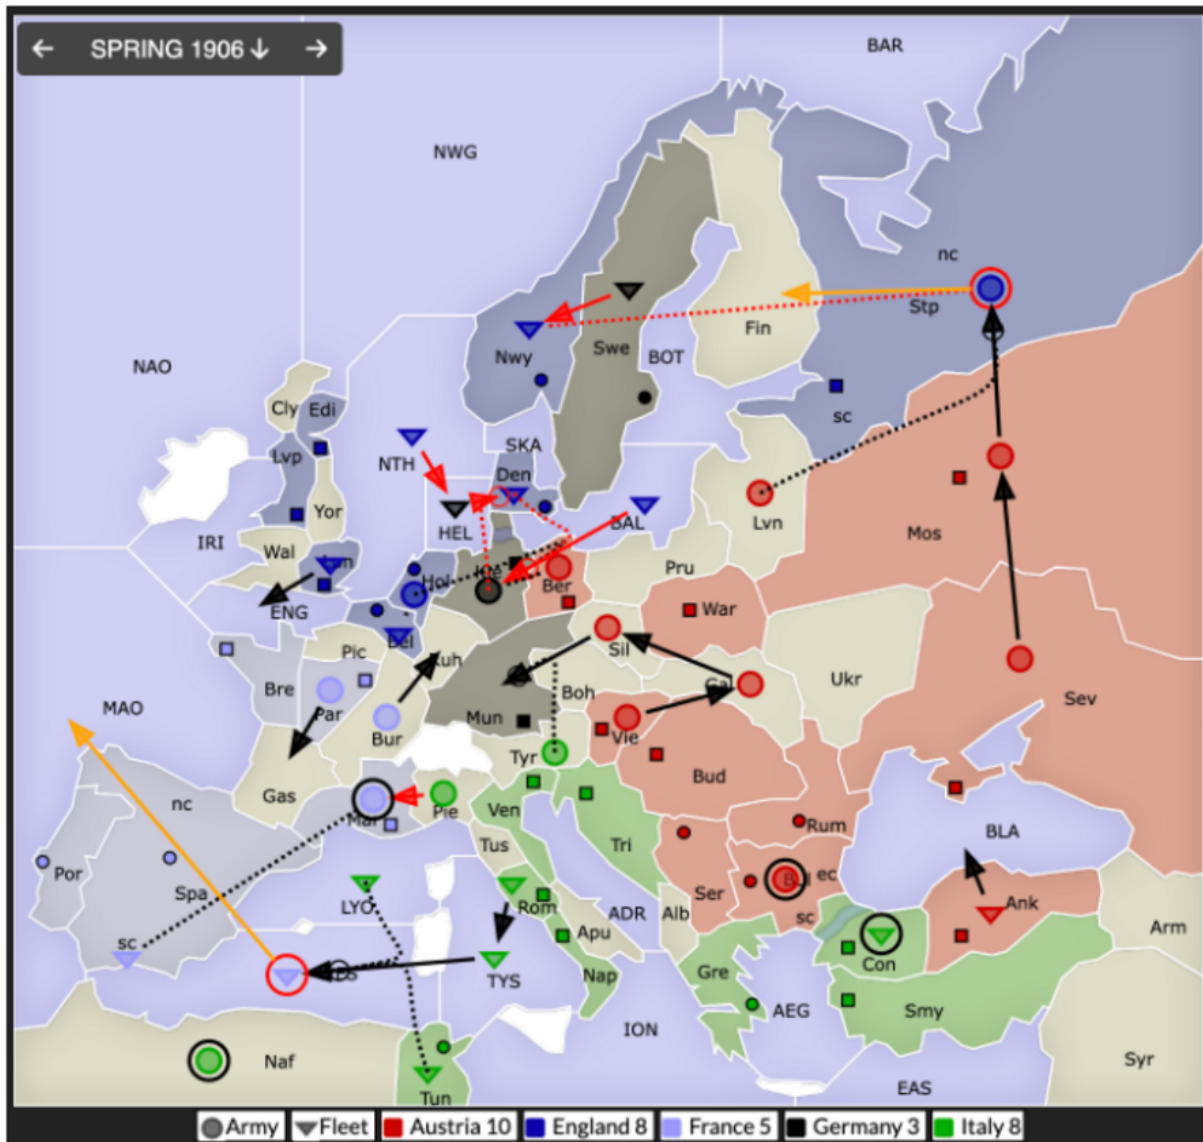 ← SPRING 1906 ↓ →
BAR
NWG
nc
Stp
Fin
Nwy
Swe
BOT
NAO
Cly
Edi
sc
SKA
Lvp
NTH
Den
Yor
HEL
BAL
Lvn
Mos
IRI
Wal
Hol
Ber
Pru
War
ENG
Bel
Sil
Pic
Ruh
Gal
Ukr
Bre
Boh
Sev
MAO
Par
Mun
Bur
Tyr
Vie
Bud
nc
Gas
Ven
Mar
Pie
Rum
BLA
Tus
Tri
Por
Spa
Ser
Bul
ec
LYO
Rom
ADR
Alb
sc
Ank
Arm
sc
Apu
Con
TYS
Nap
Gre
AEG
Smy
ION
Naf
Syr
EAS
Tun
Army Fleet Austria 10 England 8 France 5 Germany 3 Italy 8